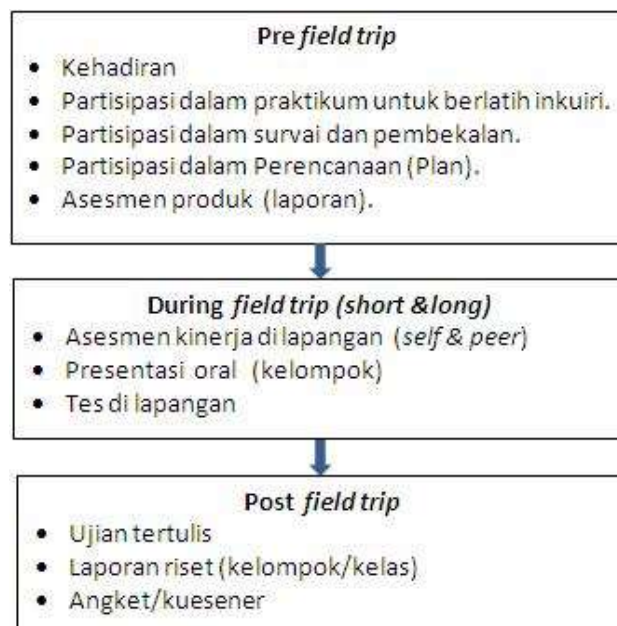 Pre field trip
• Kehadiran
• Partisipasi dalam praktikum untuk berlatih inkuiri.
• Partisipasi dalam survai dan pembekalan.
• Partisipasi dalam Perencanaan (Plan).
• Asesmen produk (laporan).
During field trip (short &long)
• Asesmen kinerja di lapangan (self & peer)
• Presentasi oral (kelompok)
• Tes di lapangan
Post field trip
• Ujian tertulis
• Laporan riset (kelompok/kelas)
• Angket/kuesener